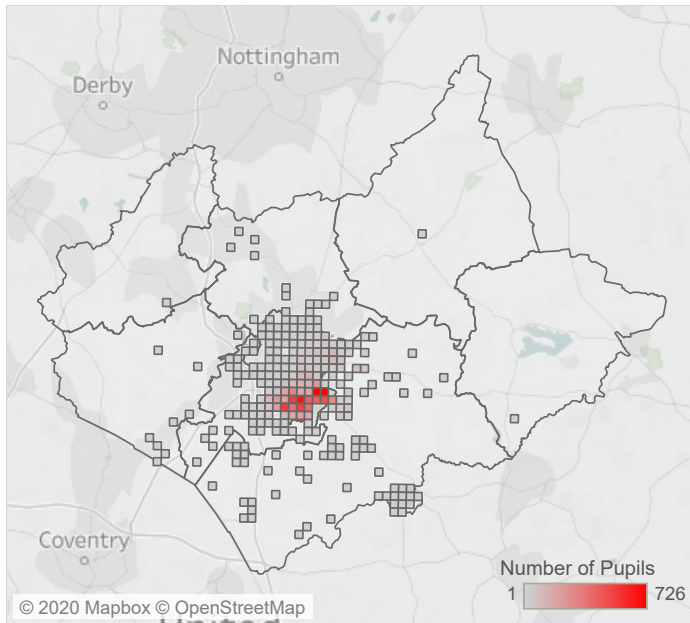 Nottingham
Derby
Coventry
Number of Pupils
1 726
© 2020 Mapbox © OpenStreetMap